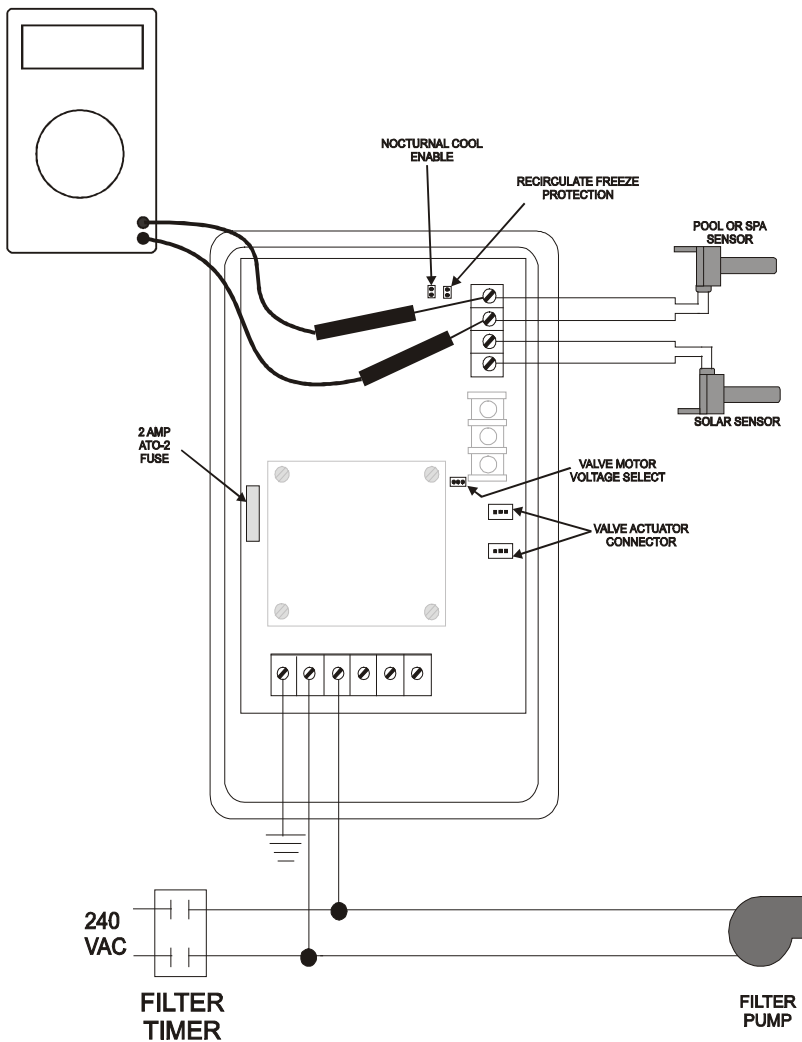 NOCTURNAL COOL
ENABLE
RECIRCULATE FREEZE
PROTECTION
POOL OR SPA
SENSOR
SOLAR SENSOR
2 AMP
ATO-2
FUSE
VALVE MOTOR
VOLTAGE SELECT
VALVE ACTUATOR
CONNECTOR
240
VAC
FILTER
TIMER
FILTER
PUMP